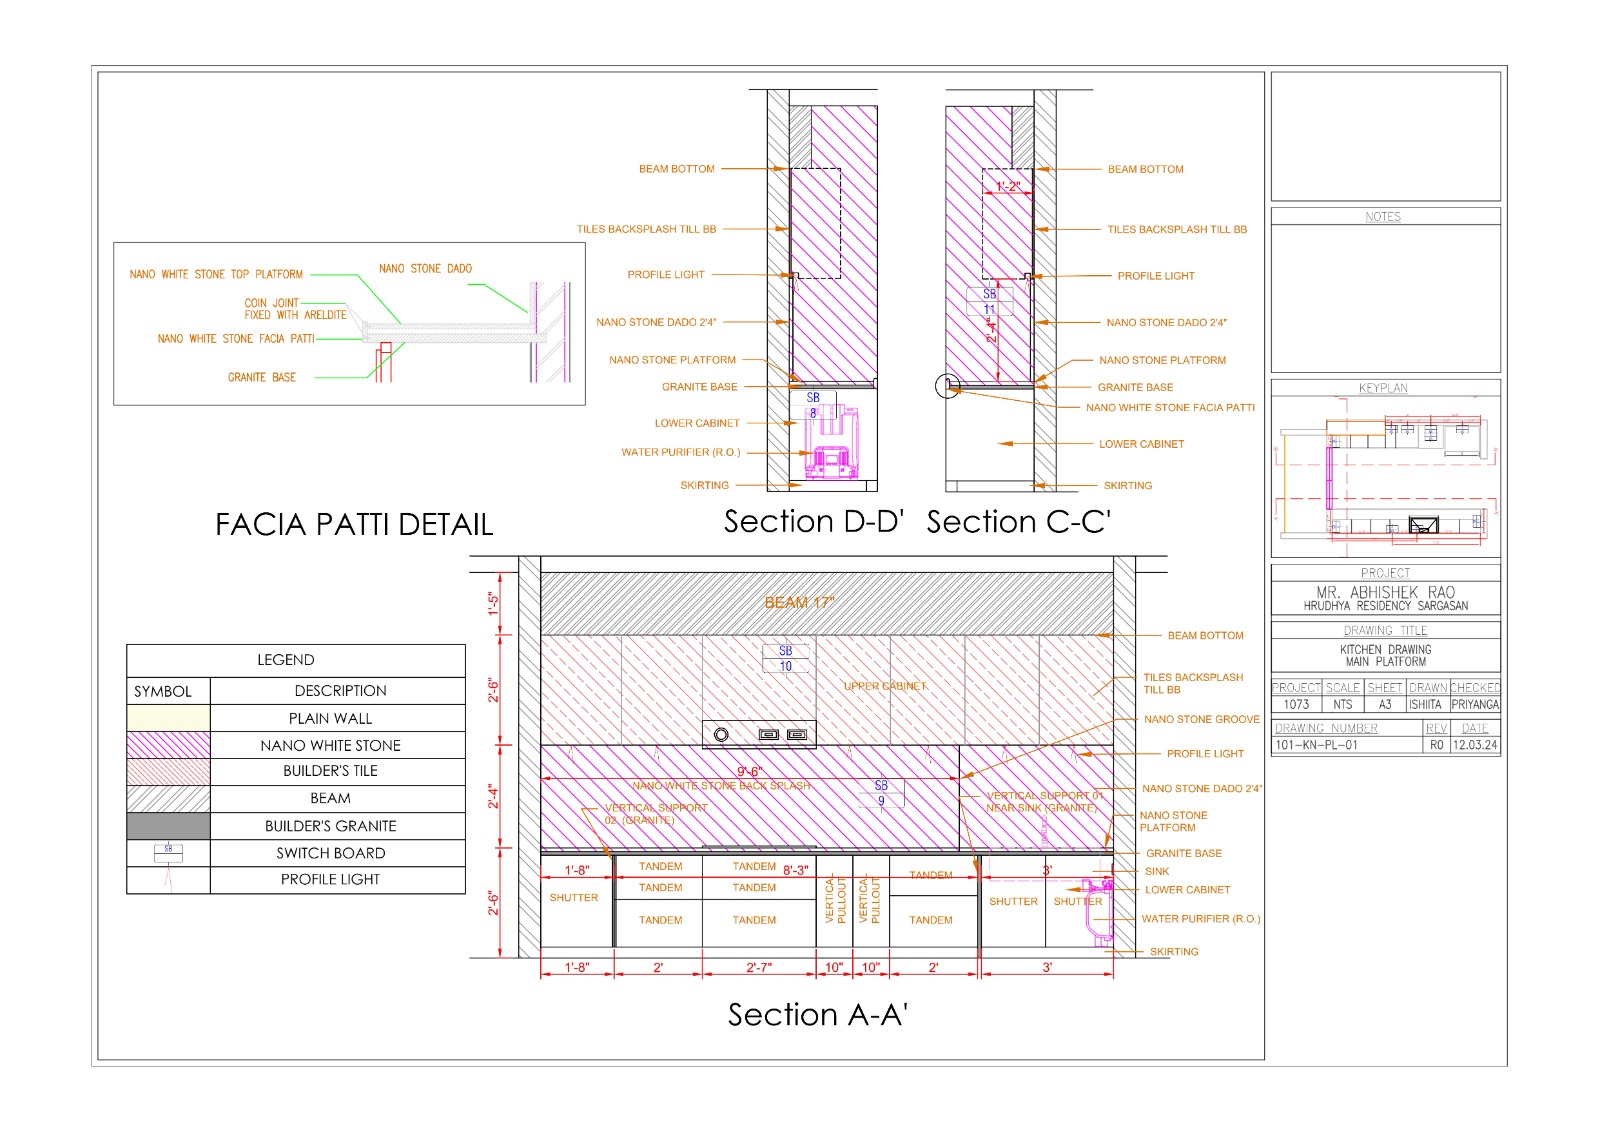 BEAM BOTTOM
TILES BACKSPLASH TILL BB
PROFILE LIGHT
NANO STONE DADO 2'4"
NANO STONE PLATFORM
GRANITE BASE
SB
8
LOWER CABINET
WATER PURIFIER (R.O.)
SKIRTING
Section D-D'
1'-2"
SB
11
2'-4"
BEAM BOTTOM
TILES BACKSPLASH TILL BB
PROFILE LIGHT
NANO STONE DADO 2'4"
NANO STONE PLATFORM
GRANITE BASE
NANO WHITE STONE FACIA PATTI
LOWER CABINET
SKIRTING
Section C-C'
NANO WHITE STONE TOP PLATFORM
NANO STONE DADO
COIN JOINT
FIXED WITH ARELDITE
NANO WHITE STONE FACIA PATTI
GRANITE BASE
FACIA PATTI DETAIL
LEGEND
SYMBOL DESCRIPTION
PLAIN WALL
NANO WHITE STONE
BUILDER'S TILE
BEAM
BUILDER'S GRANITE
SB
SWITCH BOARD
PROFILE LIGHT
1'-5"
2'-6"
2'-4"
2'-6"
BEAM 17"
SB
10
UPPER CABINET
9'-6"
NANO WHITE STONE BACK SPLASH
SB
9
VERTICAL SUPPORT
02 (GRANITE)
VERTICAL SUPPORT 01
NEAR SINK (GRANITE)
1'-8" 8'-3" 3'
SHUTTER
TANDEM
TANDEM
TANDEM
TANDEM
TANDEM
TANDEM
VERTICAL
PULLOUT
VERTICAL
PULLOUT
TANDEM
TANDEM
SHUTTER
SHUTTER
1'-8" 2' 2'-7" 10" 10" 2' 3'
BEAM BOTTOM
TILES BACKSPLASH
TILL BB
NANO STONE GROOVE
PROFILE LIGHT
NANO STONE DADO 2'4"
NANO STONE
PLATFORM
GRANITE BASE
SINK
LOWER CABINET
WATER PURIFIER (R.O.)
SKIRTING
Section A-A'
NOTES
KEYPLAN
PROJECT
MR. ABHISHEK RAO
HRUDHYA RESIDENCY SARGASAN
DRAWING TITLE
KITCHEN DRAWING
MAIN PLATFORM
PROJECT SCALE SHEET DRAWN CHECKED
1073 NTS A3 ISHIITA PRIYANGA
DRAWING NUMBER REV DATE
101-KN-PL-01 R0 12.03.24